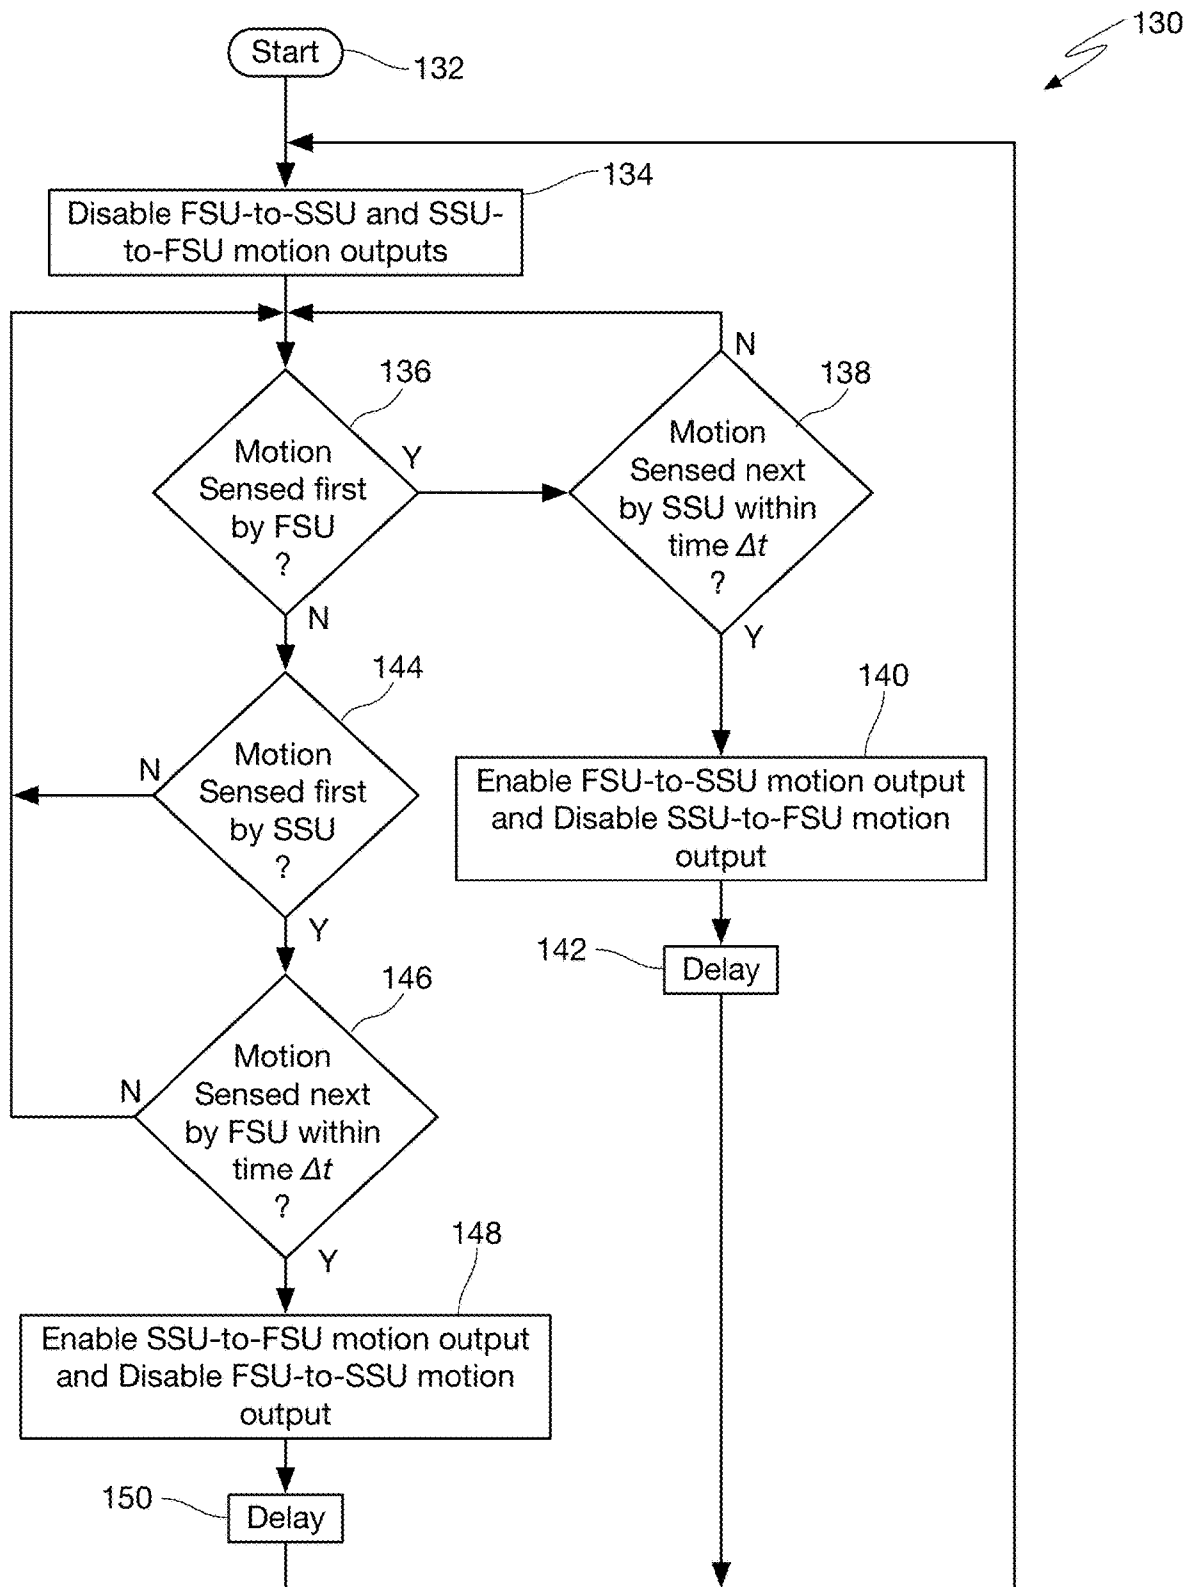 130
Start
132
134
Disable FSU-to-SSU and SSU-
to-FSU motion outputs
136
Motion
Sensed first
by FSU
?
Y
N
138
N
Motion
Sensed next
by SSU within
time Δt
?
Y
144
Motion
Sensed first
by SSU
?
N
Y
140
Enable FSU-to-SSU motion output
and Disable SSU-to-FSU motion
output
142
Delay
146
Motion
Sensed next
by FSU within
time Δt
?
N
Y
148
Enable SSU-to-FSU motion output
and Disable FSU-to-SSU motion
output
150
Delay